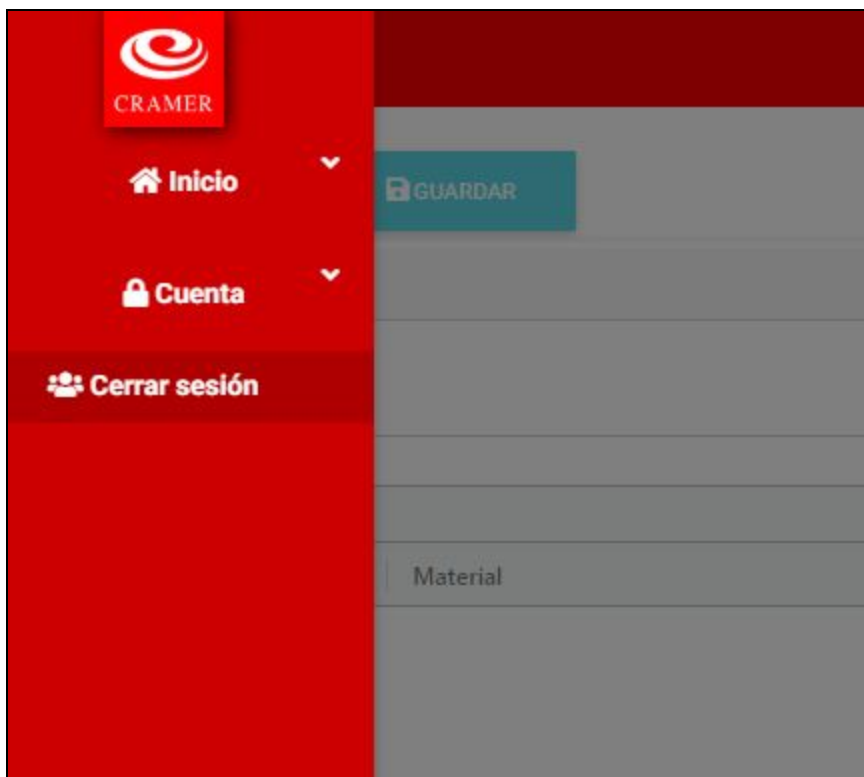 CRAMER
Inicio
GUARDAR
Cuenta
Cerrar sesión
Material